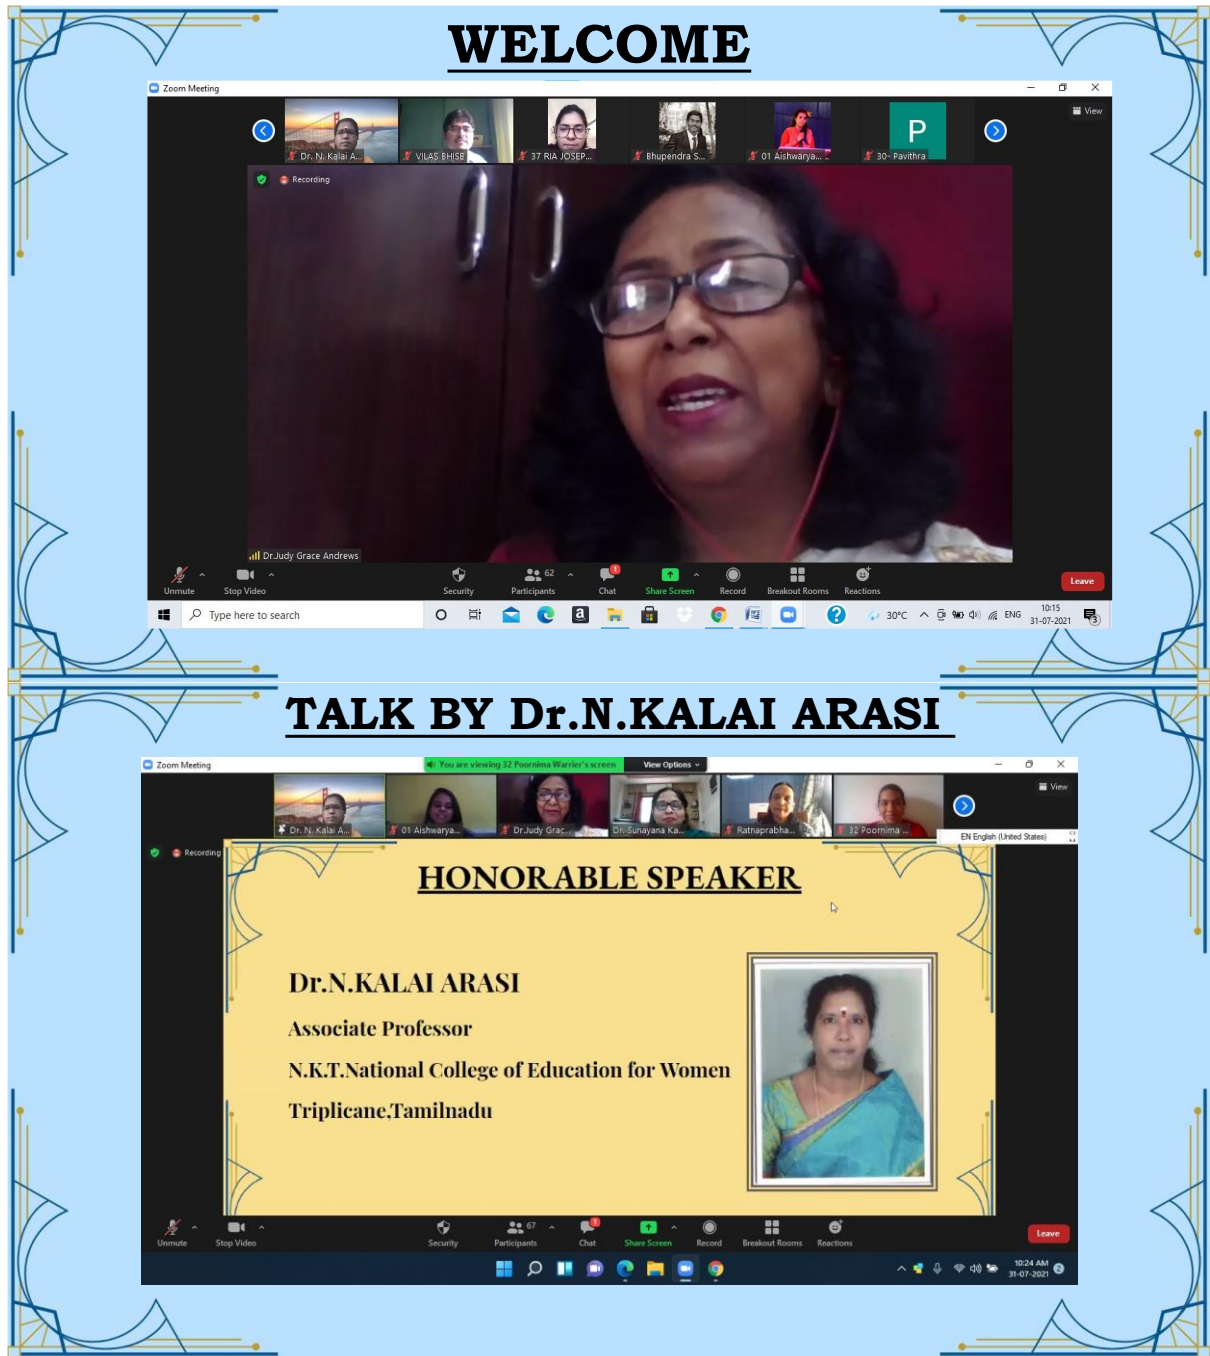 WELCOME
Zoom Meeting
View
Dr. N. Kalai A...
VILAS BHISE
37 RIA JOSEP...
Bhupendra S...
01 Aishwarya...
P
30- Pavithra
Recording
Dr.Judy Grace Andrews
Unmute
Stop Video
Security
Participants
62
Chat
1
Share Screen
Record
Breakout Rooms
Reactions
Leave
Type here to search
30°C
ENG
10:15
31-07-2021
3
TALK BY Dr.N.KALAI ARASI
Zoom Meeting
You are viewing 32 Poornima Warrier's screen
View Options
View
Dr. N. Kalai A...
01 Aishwarya...
Dr.Judy Grac...
Dr. Sunayana Ka...
Ratnaprabha...
32 Poornima ...
EN English (United States)
Recording
HONORABLE SPEAKER
Dr.N.KALAI ARASI
Associate Professor
N.K.T.National College of Education for Women
Triplicane,Tamilnadu
Unmute
Stop Video
Security
Participants
67
Chat
1
Share Screen
Record
Breakout Rooms
Reactions
Leave
10:24 AM
31-07-2021
2